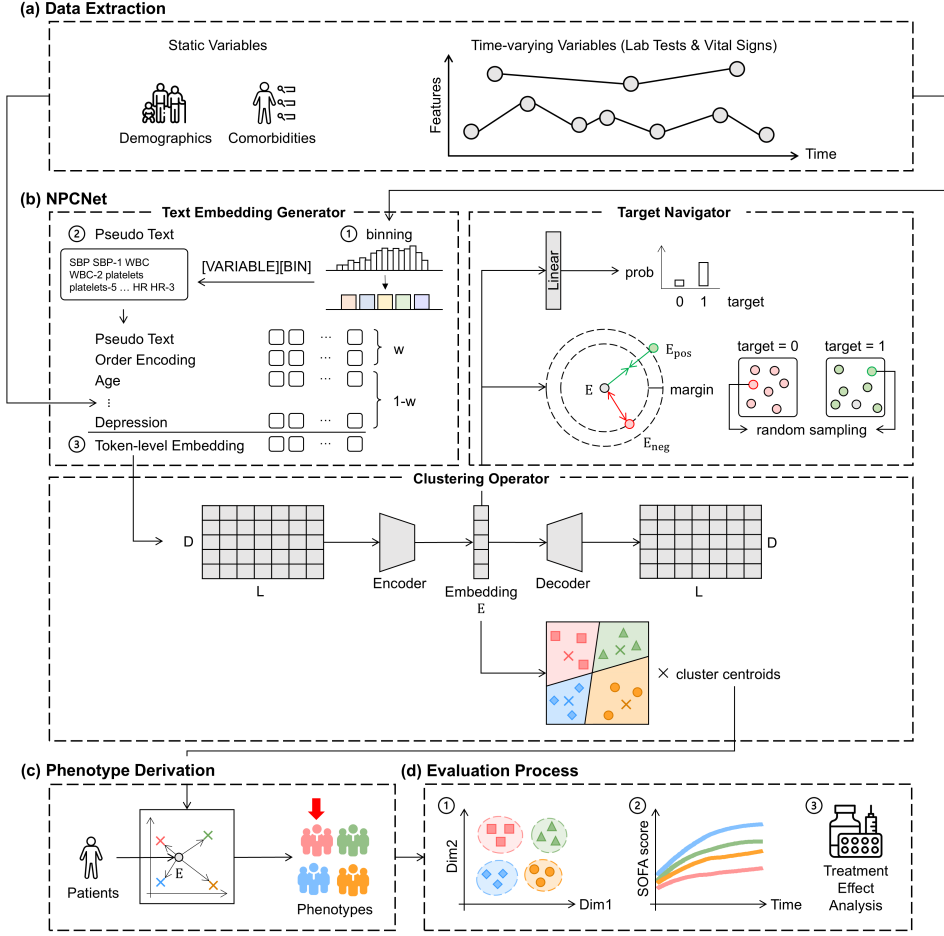 (a) Data Extraction
Static Variables
Time-varying Variables (Lab Tests & Vital Signs)
Demographics
Comorbidities
Features
Time
(b) NPCNet
Text Embedding Generator
② Pseudo Text
① binning
SBP SBP-1 WBC
WBC-2 platelets
platelets-5 … HR HR-3
[VARIABLE][BIN]
Pseudo Text
Order Encoding
Age
⋮
Depression
③ Token-level Embedding
…
…
…
…
…
w
1-w
Target Navigator
Linear
prob
0 1 target
E
Epos
Eneg
margin
target = 0
target = 1
random sampling
Clustering Operator
D
L
Encoder
Embedding
E
Decoder
D
L
× cluster centroids
(c) Phenotype Derivation
Patients
E
Phenotypes
(d) Evaluation Process
①
Dim2
Dim1
②
SOFA score
Time
③
Treatment
Effect
Analysis